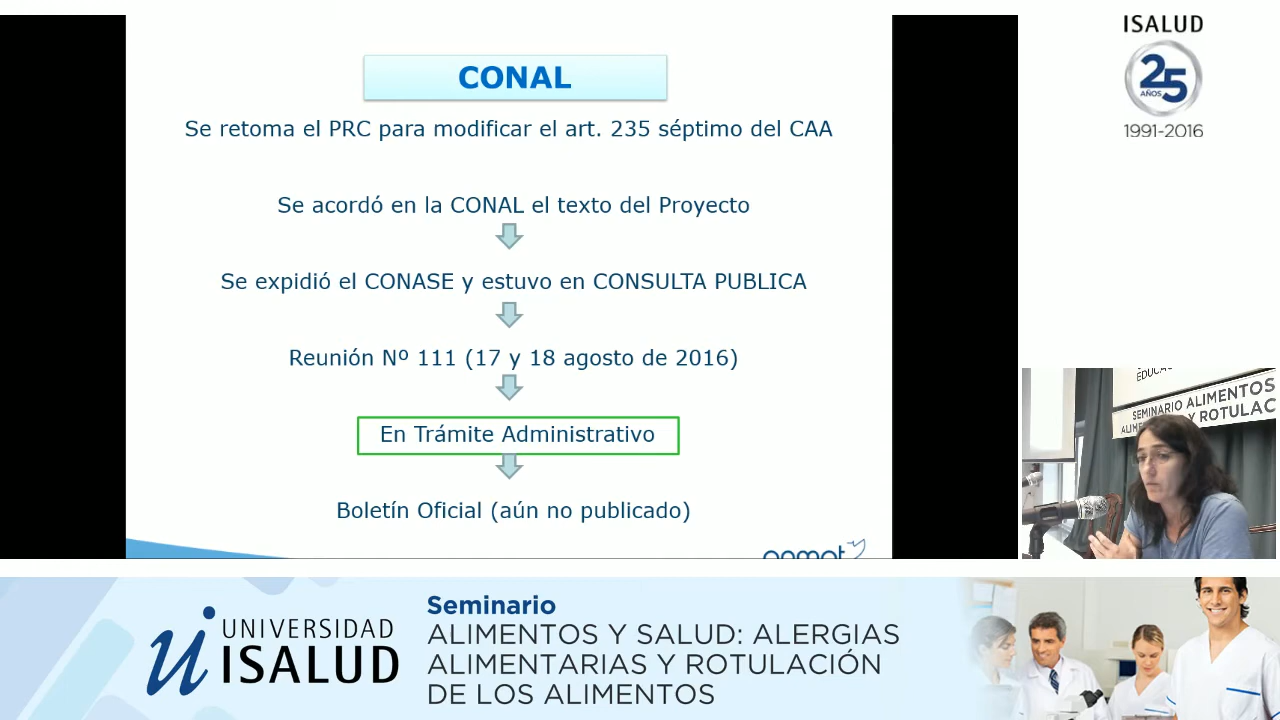 CONAL
Se retoma el PRC para modificar el art. 235 séptimo del CAA
Se acordó en la CONAL el texto del Proyecto
Se expidió el CONASE y estuvo en CONSULTA PUBLICA
Reunión Nº 111 (17 y 18 agosto de 2016)
En Trámite Administrativo
Boletín Oficial (aún no publicado)
anmat
ISALUD
25
AÑOS
1991-2016
SEMINARIO ALIMENTOS
Y ROTULAC
ui UNIVERSIDAD
ISALUD
Seminario
ALIMENTOS Y SALUD: ALERGIAS
ALIMENTARIAS Y ROTULACIÓN
DE LOS ALIMENTOS